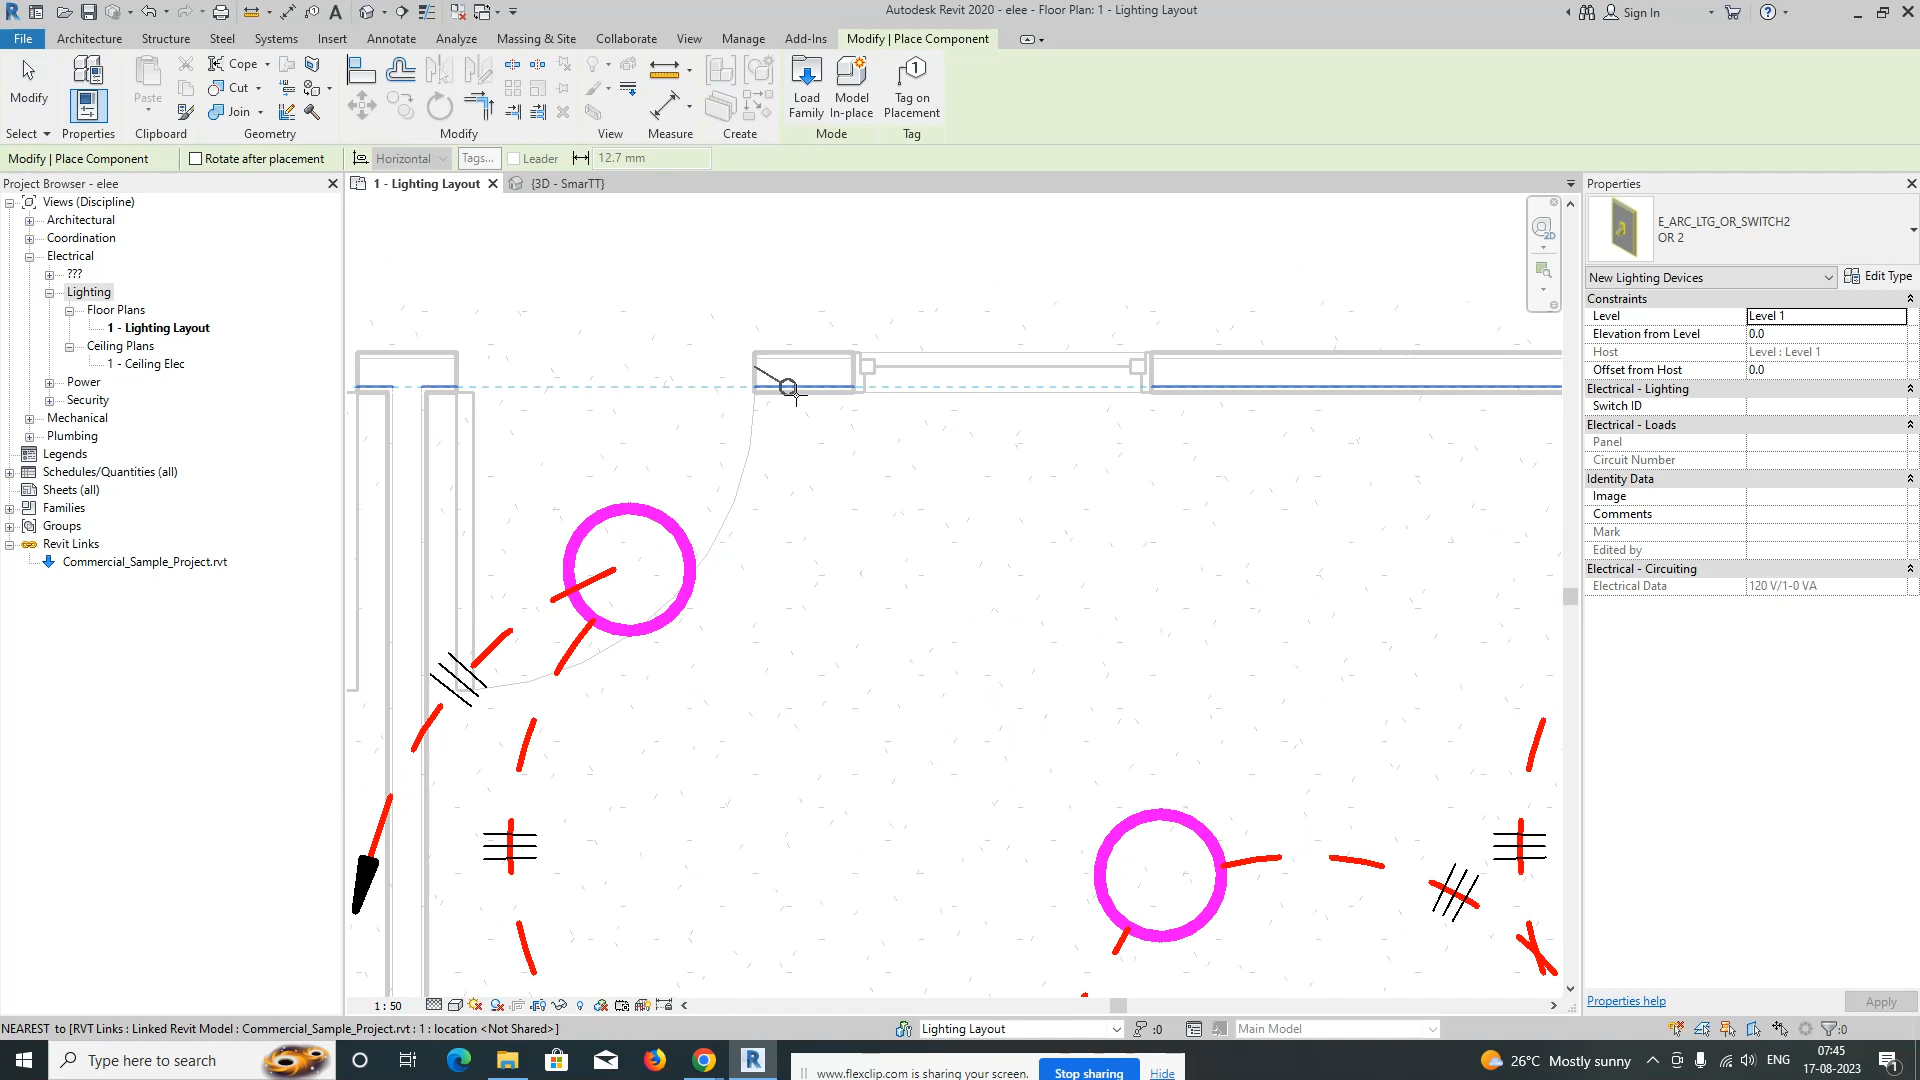 Autodesk Revit 2020 - elee - Floor Plan: 1 - Lighting Layout
Sign In
File Architecture Structure Steel Systems Insert Annotate Analyze Massing & Site Collaborate View Manage Add-Ins Modify | Place Component
Modify
Paste
Cope
Cut
Join
Load Family
Model In-place
Tag on Placement
Select Properties Clipboard Geometry Modify View Measure Create Mode Tag
Modify | Place Component
Rotate after placement
Horizontal
Tags...
Leader
12.7 mm
Project Browser - elee
1 - Lighting Layout
{3D - SmarTT}
Views (Discipline)
Architectural
Coordination
Electrical
???
Lighting
Floor Plans
1 - Lighting Layout
Ceiling Plans
1 - Ceiling Elec
Power
Security
Mechanical
Plumbing
Legends
Schedules/Quantities (all)
Sheets (all)
Families
Groups
Revit Links
Commercial_Sample_Project.rvt
2D
Properties
E_ARC_LTG_OR_SWITCH2
OR 2
New Lighting Devices
Edit Type
Constraints
Level Level 1
Elevation from Level 0.0
Host Level : Level 1
Offset from Host 0.0
Electrical - Lighting
Switch ID
Electrical - Loads
Panel
Circuit Number
Identity Data
Image
Comments
Mark
Edited by
Electrical - Circuiting
Electrical Data 120 V/1-0 VA
Properties help
Apply
1 : 50
NEAREST to [RVT Links : Linked Revit Model : Commercial_Sample_Project.rvt : 1 : location <Not Shared>]
:0
Lighting Layout
Main Model
:0
Type here to search
www.flexclip.com is sharing your screen.
Stop sharing
Hide
26°C Mostly sunny
ENG
07:45
17-08-2023
1